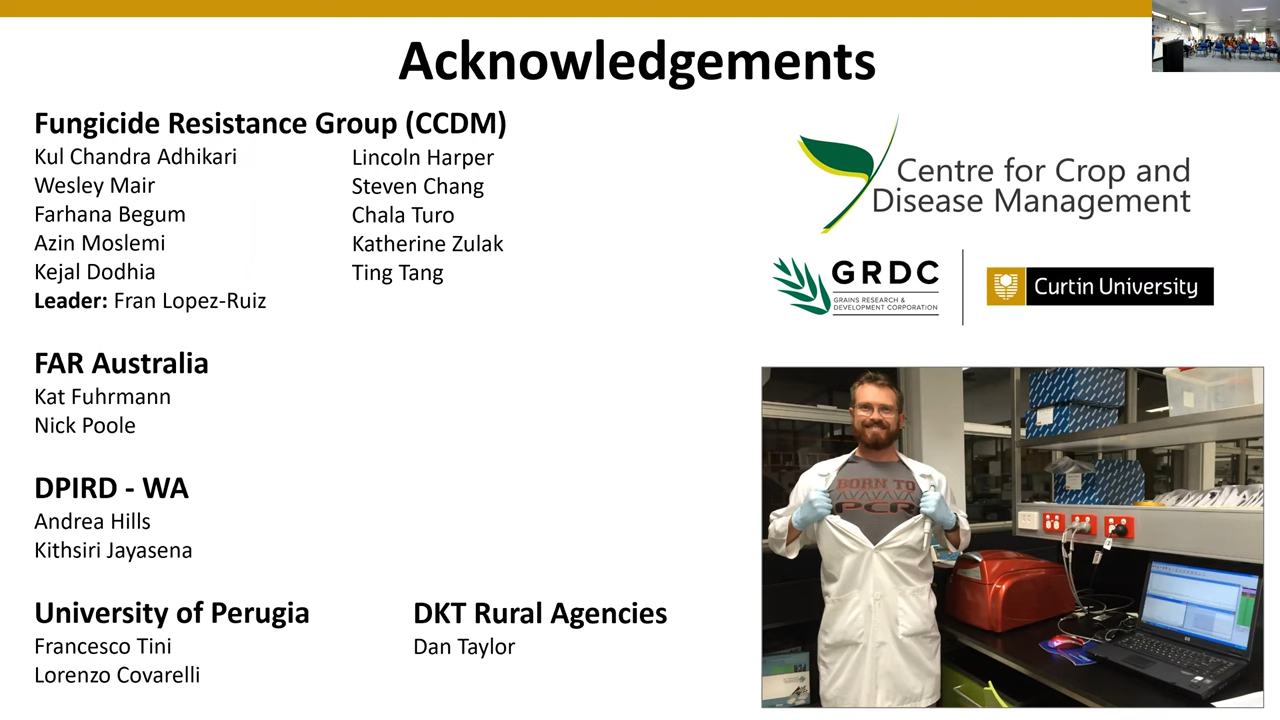 Acknowledgements
Fungicide Resistance Group (CCDM)
Kul Chandra Adhikari
Wesley Mair
Farhana Begum
Azin Moslemi
Kejal Dodhia
Leader: Fran Lopez-Ruiz
Lincoln Harper
Steven Chang
Chala Turo
Katherine Zulak
Ting Tang
FAR Australia
Kat Fuhrmann
Nick Poole
DPIRD - WA
Andrea Hills
Kithsiri Jayasena
University of Perugia
Francesco Tini
Lorenzo Covarelli
DKT Rural Agencies
Dan Taylor
Centre for Crop and
Disease Management
GRDC
GRAINS RESEARCH &
DEVELOPMENT CORPORATION
Curtin University
BORN TO
PCR